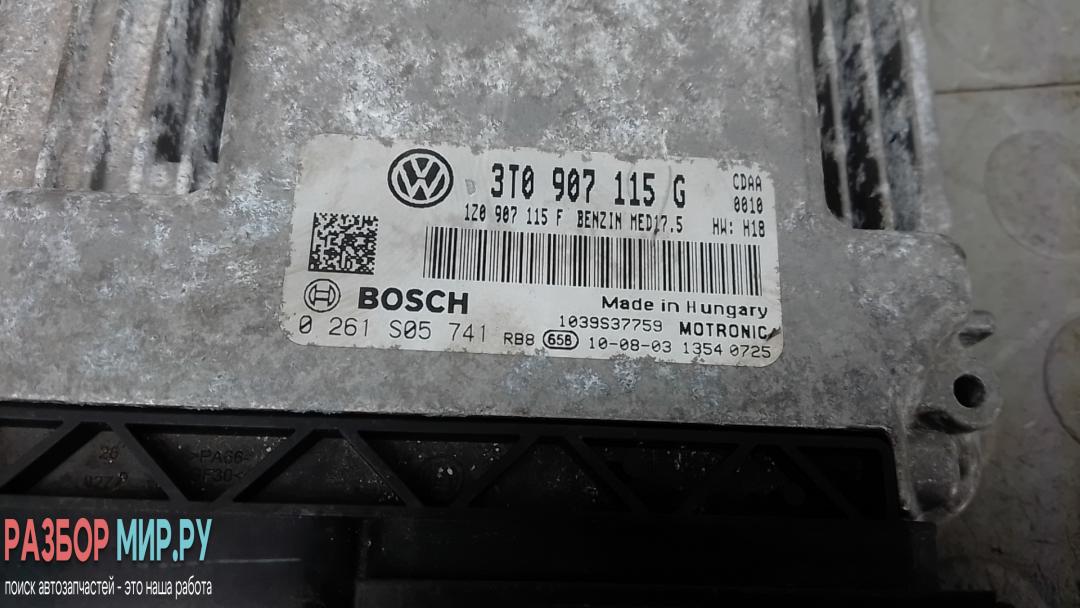 3T0 907 115 G
CDAA
0010
1Z0 907 115 F BENZIN MED17.5 HW: H18
BOSCH
Made in Hungary
0 261 S05 741
1039S37759 MOTRONIC
RB8 658 10-08-03 1354 0725
>PA66-
GF30<
РАЗБОР МИР.РУ
поиск автозапчастей - это наша работа